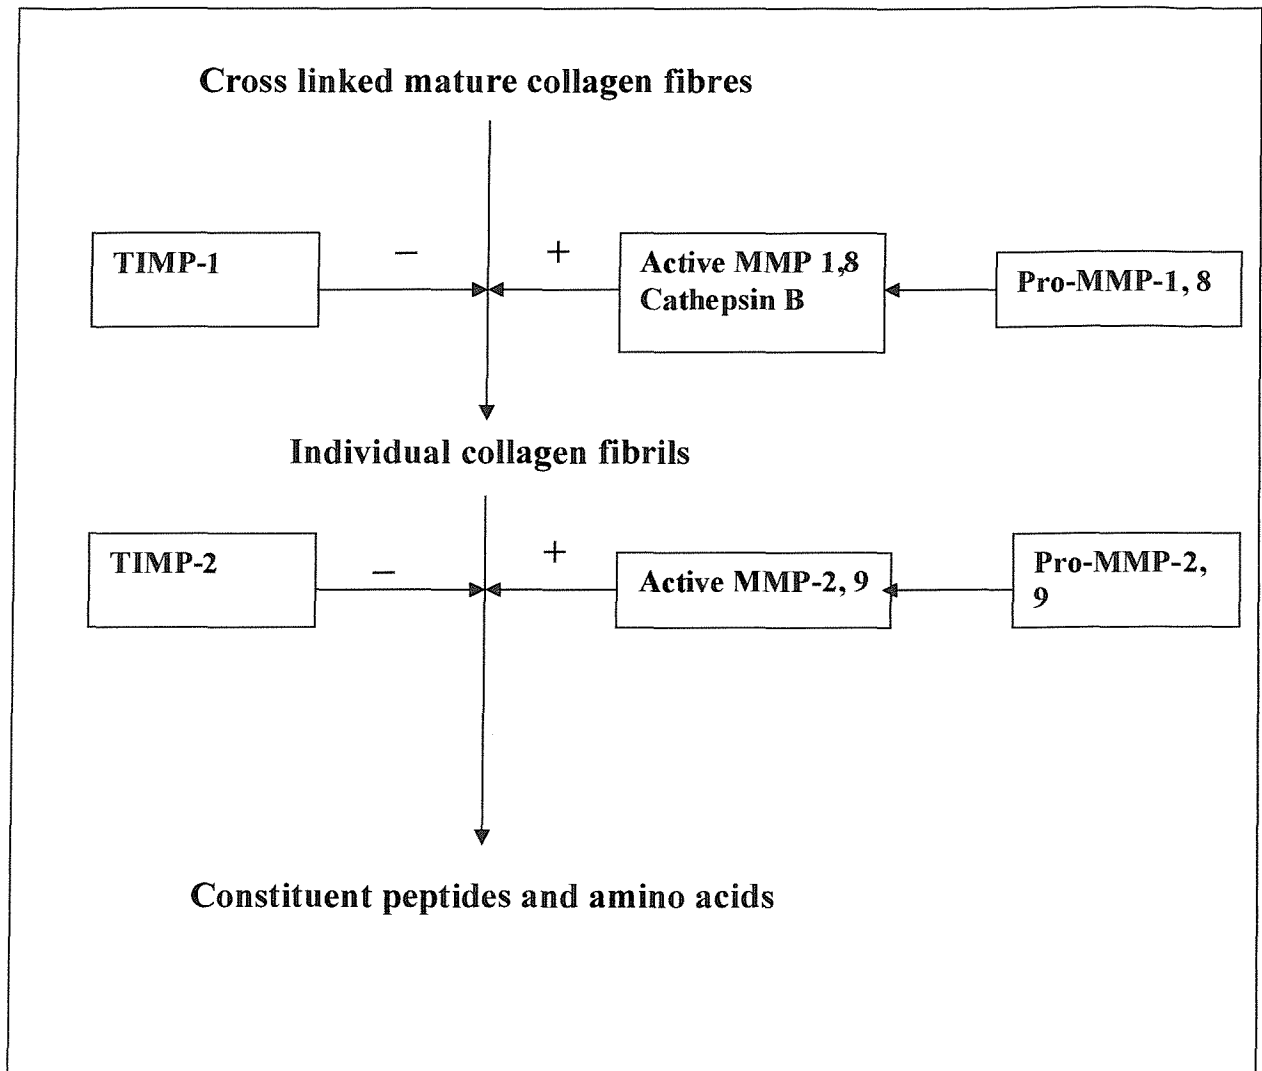 Cross linked mature collagen fibres
TIMP-1
–
+
Active MMP 1,8
Cathepsin B
Pro-MMP-1, 8
Individual collagen fibrils
TIMP-2
–
+
Active MMP-2, 9
Pro-MMP-2,
9
Constituent peptides and amino acids